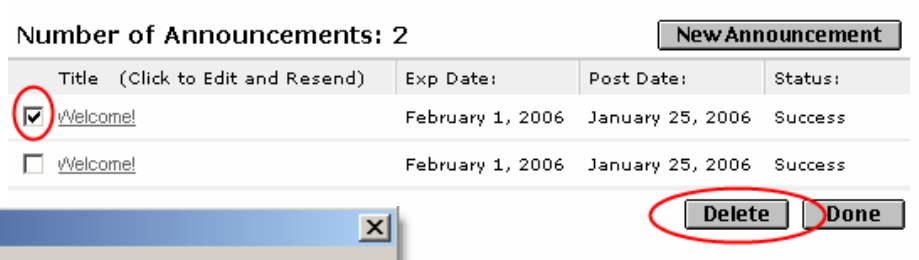 Number of Announcements: 2 New Announcement
Title (Click to Edit and Resend) Exp Date: Post Date: Status:
Welcome! February 1, 2006 January 25, 2006 Success
Welcome! February 1, 2006 January 25, 2006 Success
Delete Done